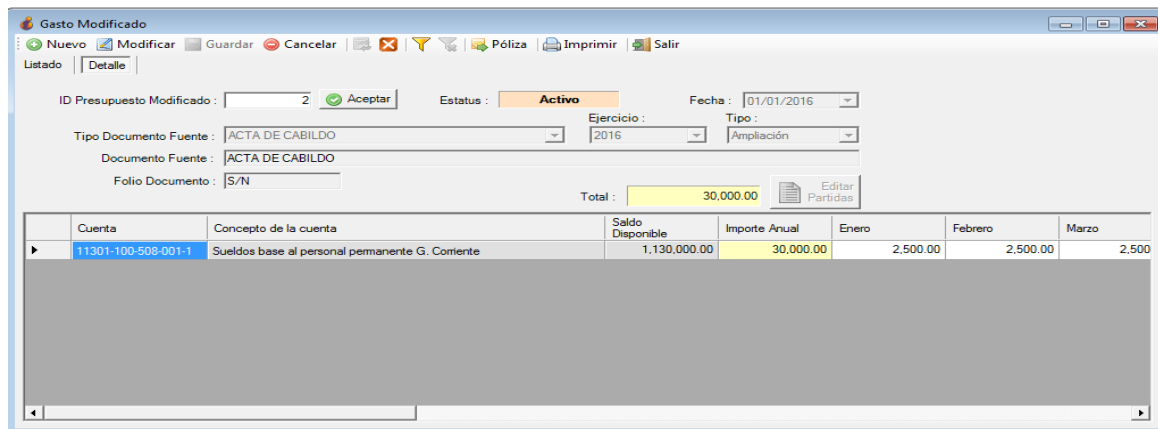 Gasto Modificado
Nuevo Modificar Guardar Cancelar Póliza Imprimir Salir
Listado Detalle
ID Presupuesto Modificado : 2 Aceptar Estatus : Activo Fecha : 01/01/2016
Ejercicio : Tipo :
Tipo Documento Fuente : ACTA DE CABILDO 2016 Ampliación
Documento Fuente : ACTA DE CABILDO
Folio Documento : S/N
Total : 30,000.00 Editar Partidas
Cuenta Concepto de la cuenta Saldo Disponible Importe Anual Enero Febrero Marzo
11301-100-508-001-1 Sueldos base al personal permanente G. Corriente 1,130,000.00 30,000.00 2,500.00 2,500.00 2,500